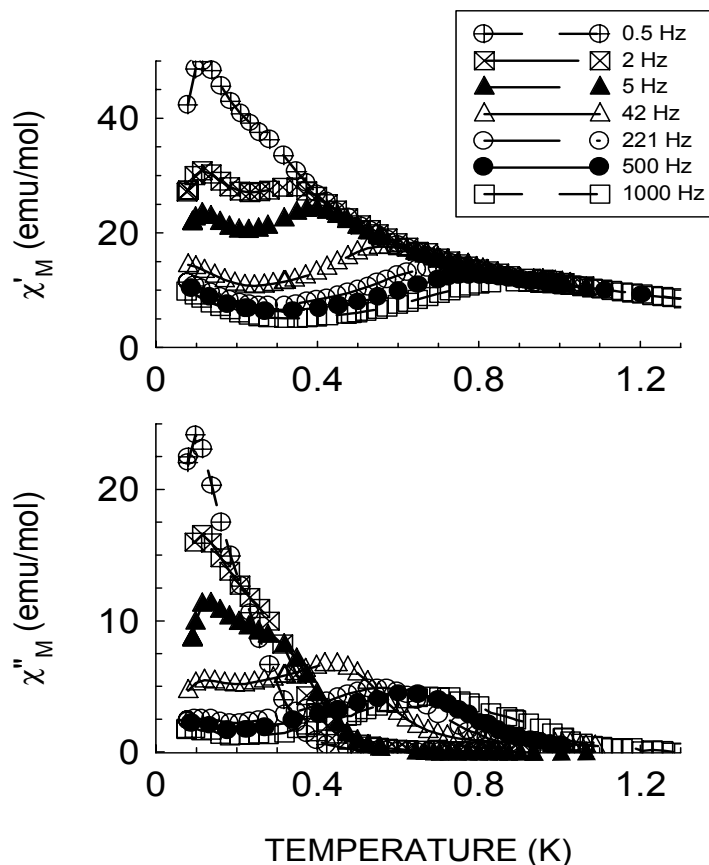 0.5 Hz
2 Hz
5 Hz
42 Hz
221 Hz
500 Hz
1000 Hz
40
20
0
χ'M (emu/mol)
0 0.4 0.8 1.2
20
10
0
χ"M (emu/mol)
0 0.4 0.8 1.2
TEMPERATURE (K)